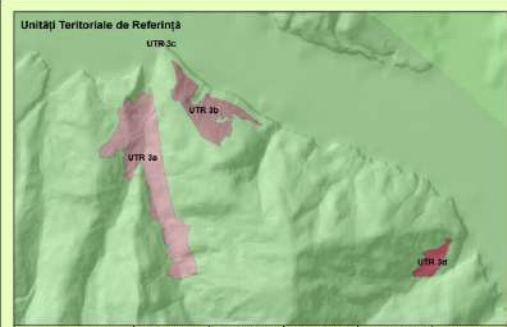 Unități Teritoriale de Referință
UTR 3c
UTR 3b
UTR 3a
UTR 3d